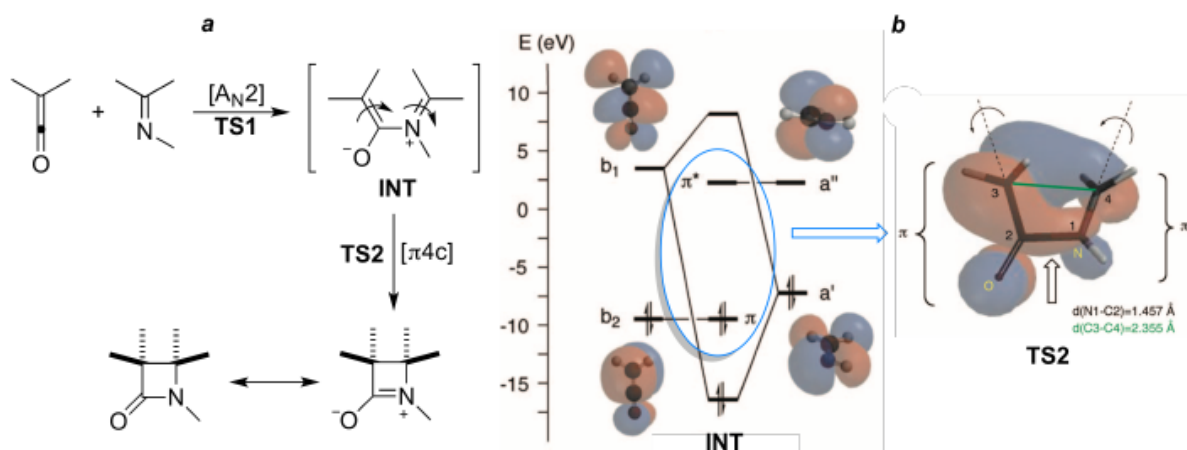 a
O
+
N
[A_N2]
TS1
⁻O
N
+
INT
TS2
[π4c]
O
N
⁻O
N
+
E (eV)
10
5
0
-5
-10
-15
b₁
π*
a"
b₂
π
a'
INT
b
π
π
3
4
2
1
O
N
d(N1-C2)=1.457 Å
d(C3-C4)=2.355 Å
TS2